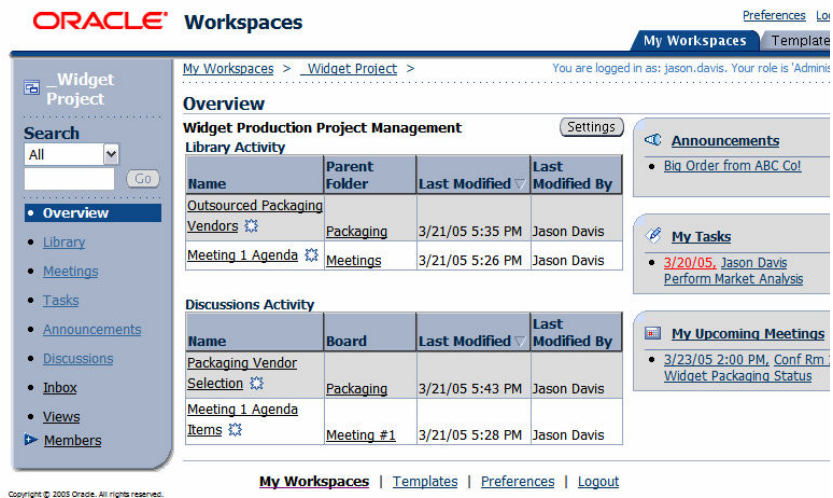 ORACLE Workspaces
Preferences
My Workspaces Template
_Widget Project
My Workspaces > _Widget Project >
You are logged in as: jason.davis. Your role is
Search
All
Go
• Overview
• Library
• Meetings
• Tasks
• Announcements
• Discussions
• Inbox
• Views
Members
Overview
Widget Production Project Management
Settings
Library Activity
Name Parent Folder Last Modified Last Modified By
Outsourced Packaging Vendors Packaging 3/21/05 5:35 PM Jason Davis
Meeting 1 Agenda Meetings 3/21/05 5:26 PM Jason Davis
Discussions Activity
Name Board Last Modified Last Modified By
Packaging Vendor Selection Packaging 3/21/05 5:43 PM Jason Davis
Meeting 1 Agenda Items Meeting #1 3/21/05 5:28 PM Jason Davis
Announcements
• Big Order from ABC Co!
My Tasks
• 3/20/05, Jason Davis
Perform Market Analysis
My Upcoming Meetings
• 3/23/05 2:00 PM, Conf Rm
Widget Packaging Status
My Workspaces | Templates | Preferences | Logout
Copyright © 2005 Oracle. All rights reserved.